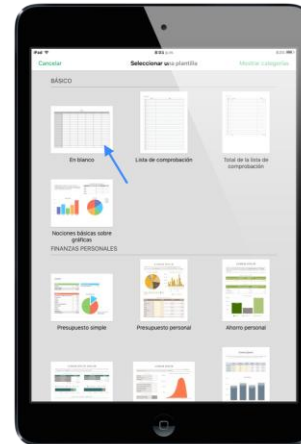 iPad
Cancelar
Seleccionar una plantilla
Mostrar categorías
BÁSICO
En blanco
Lista de comprobación
Total de la lista de
comprobación
Nociones básicas sobre
gráficas
FINANZAS PERSONALES
Presupuesto simple
Presupuesto personal
Ahorro personal